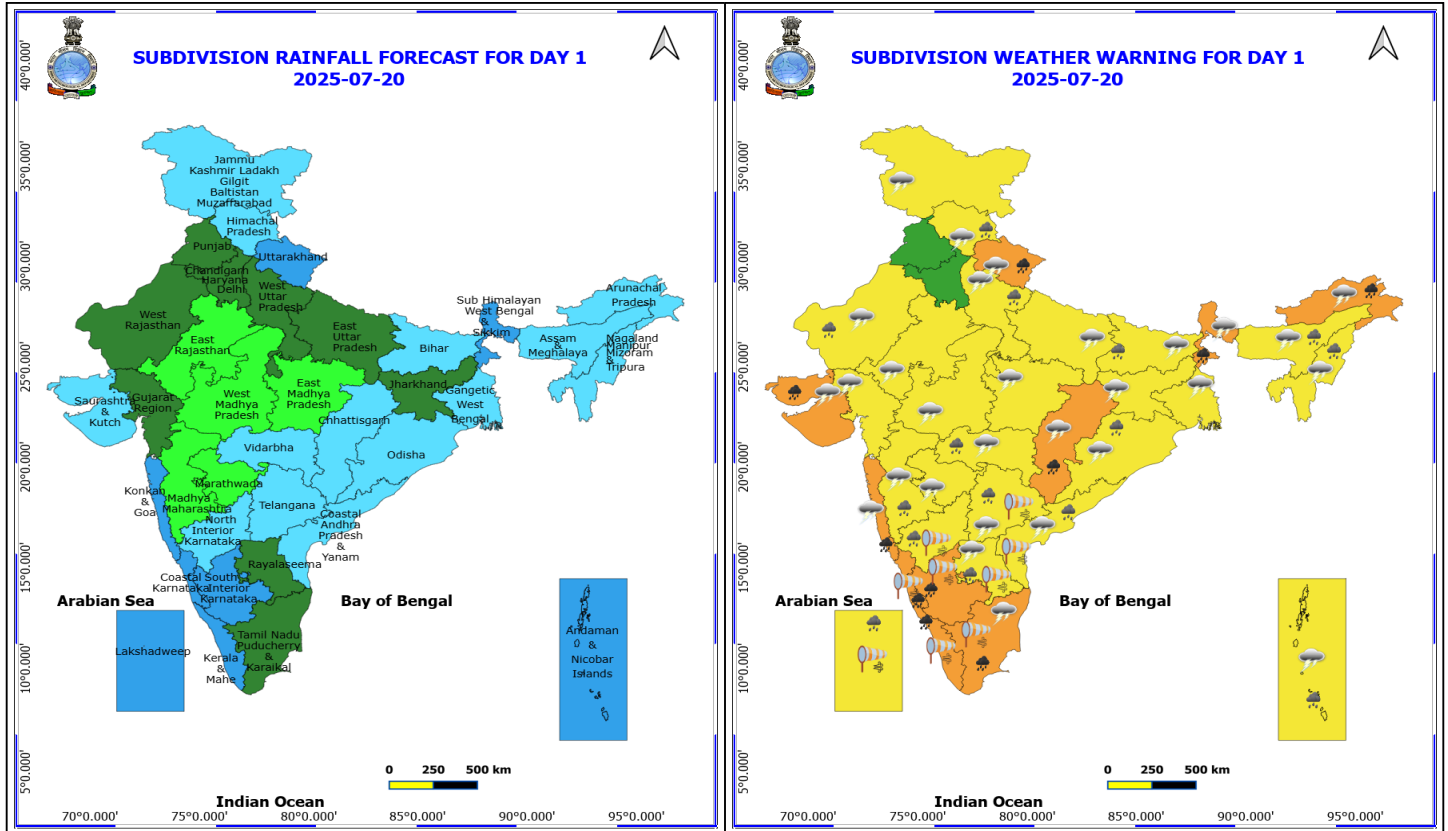 SUBDIVISION RAINFALL FORECAST FOR DAY 1
2025-07-20
40°0.000'
35°0.000'
30°0.000'
25°0.000'
20°0.000'
15°0.000'
10°0.000'
5°0.000'
Jammu
Kashmir Ladakh
Gilgit
Baltistan
Muzaffarabad
Himachal
Pradesh
Punjab
Uttarakhand
Chandigarh
Haryana
Delhi
West
Uttar
Pradesh
West
Rajasthan
East
Rajasthan
East
Uttar
Pradesh
Sub Himalayan
West Bengal
&
Sikkim
Arunachal
Pradesh
Bihar
Assam
&
Meghalaya
Nagaland
Manipur
Mizoram
&
Tripura
Saurashtra
&
Kutch
Gujarat
Region
West
Madhya
Pradesh
East
Madhya
Pradesh
Jharkhand
Gangetic
West
Bengal
Chhattisgarh
Vidarbha
Odisha
Konkan
&
Goa
Madhya
Maharashtra
Marathwada
Telangana
North
Interior
Karnataka
Coastal
Andhra
Pradesh
&
Yanam
Rayalaseema
Coastal
Karnataka
South
Interior
Karnataka
Arabian Sea
Bay of Bengal
Lakshadweep
Kerala
&
Mahe
Tamil Nadu
Puducherry
&
Karaikal
Andaman
&
Nicobar
Islands
0 250 500 km
Indian Ocean
70°0.000' 75°0.000' 80°0.000' 85°0.000' 90°0.000' 95°0.000'
SUBDIVISION WEATHER WARNING FOR DAY 1
2025-07-20
40°0.000'
35°0.000'
30°0.000'
25°0.000'
20°0.000'
15°0.000'
10°0.000'
5°0.000'
Arabian Sea
Bay of Bengal
0 250 500 km
Indian Ocean
70°0.000' 75°0.000' 80°0.000' 85°0.000' 90°0.000' 95°0.000'